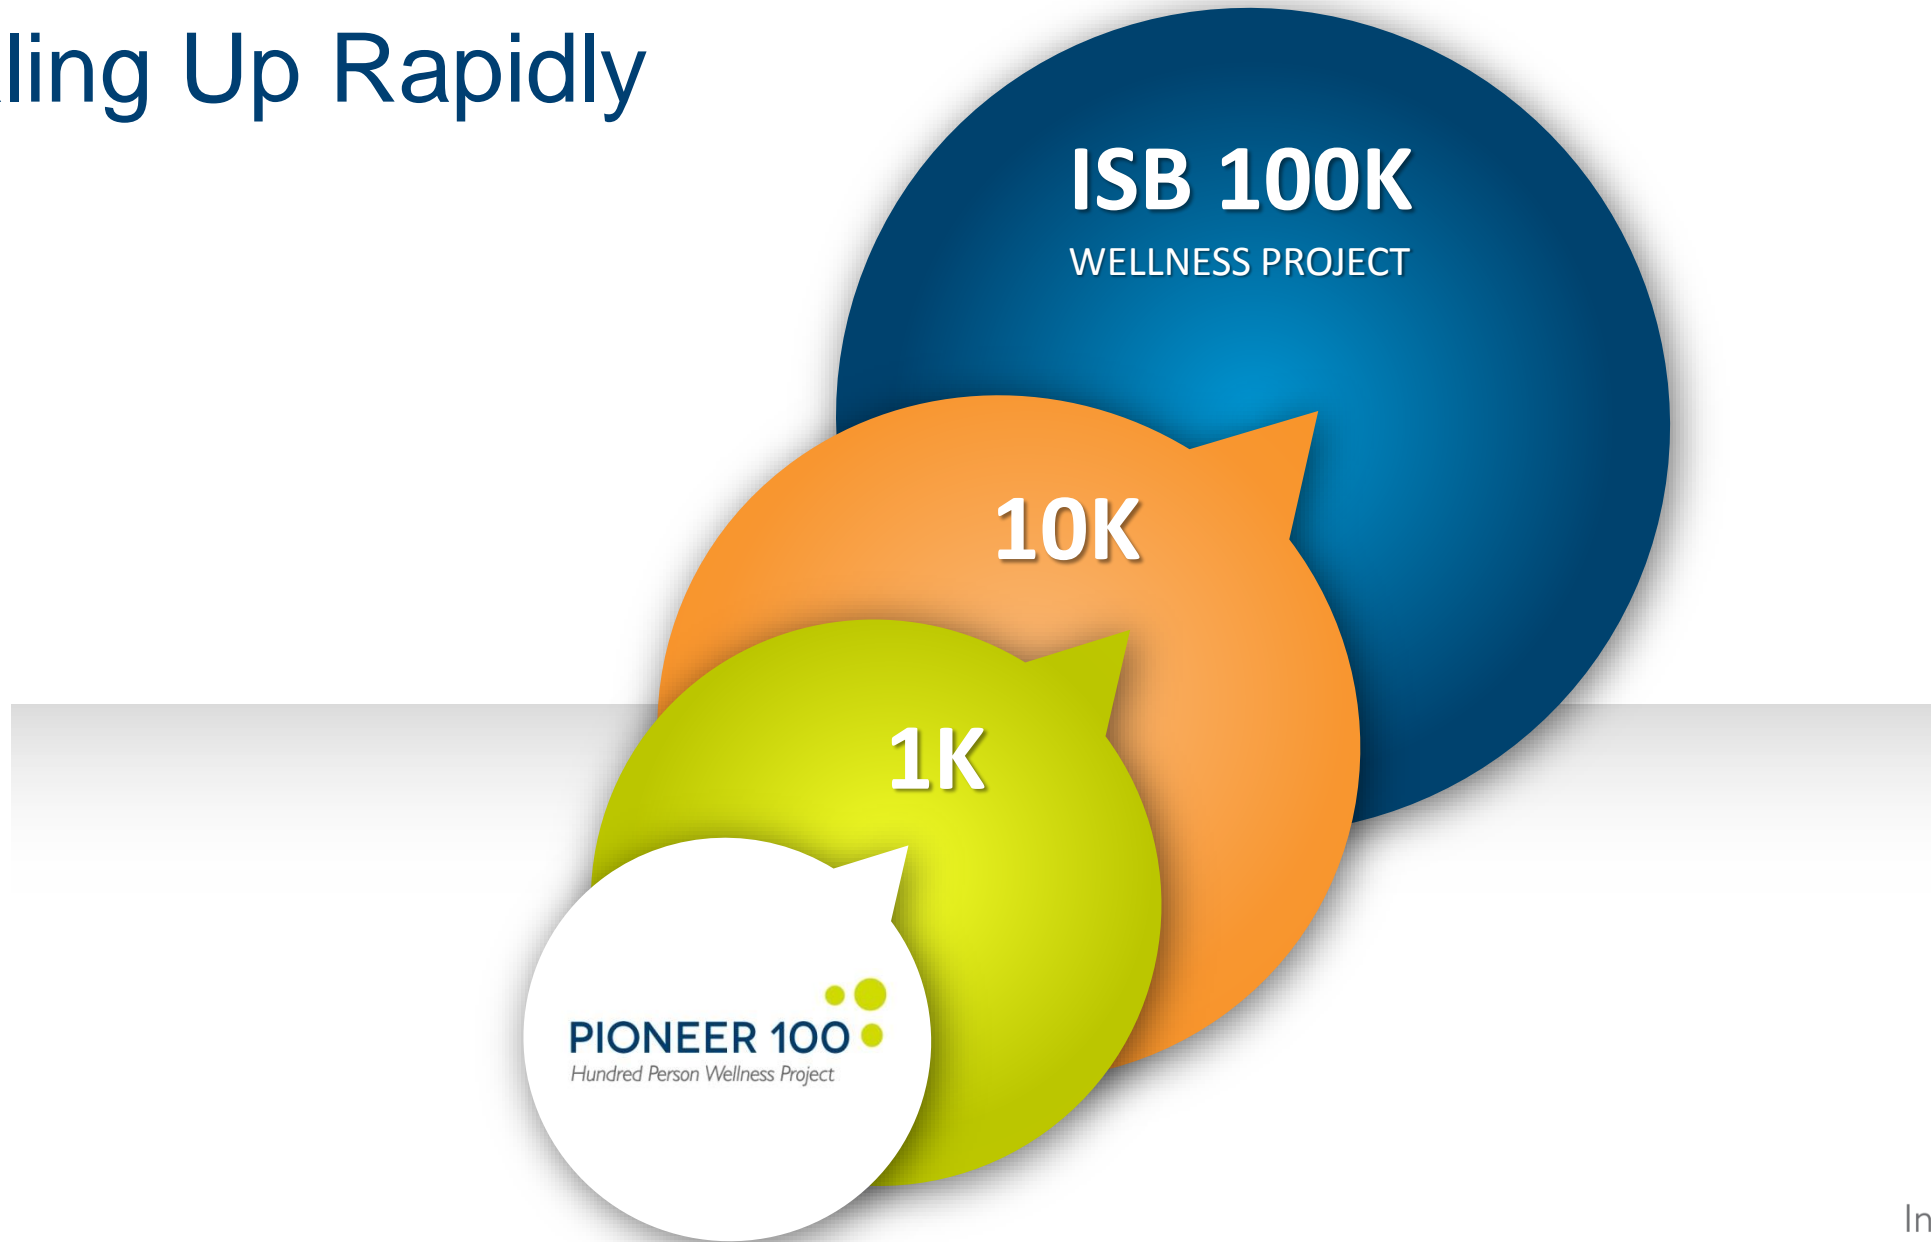 ling Up Rapidly
ISB 100K
WELLNESS PROJECT
10K
1K
PIONEER 100
Hundred Person Wellness Project
In